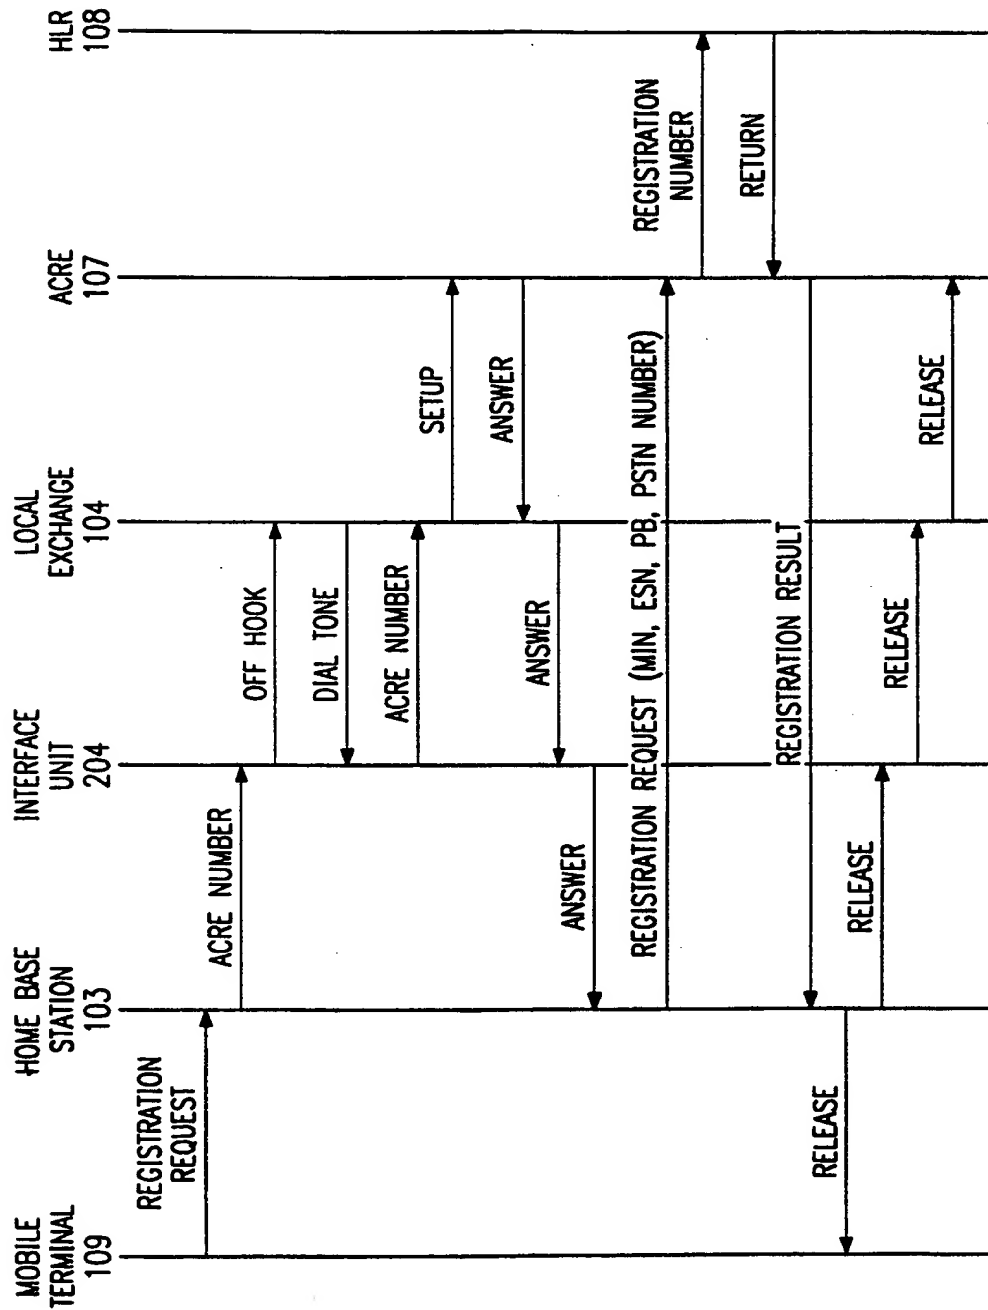 MOBILE
TERMINAL
109
HOME BASE
STATION
103
INTERFACE
UNIT
204
LOCAL
EXCHANGE
104
ACRE
107
HLR
108
REGISTRATION
REQUEST
ACRE NUMBER
OFF HOOK
DIAL TONE
ACRE NUMBER
SETUP
ANSWER
ANSWER
ANSWER
REGISTRATION REQUEST (MIN, ESN, PB, PSTN NUMBER)
REGISTRATION
NUMBER
RETURN
REGISTRATION RESULT
RELEASE
RELEASE
RELEASE
RELEASE